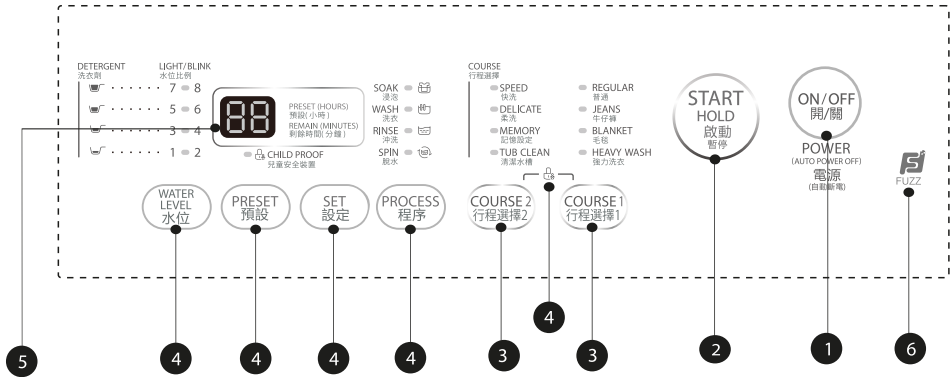 DETERGENT
洗衣劑
LIGHT/BLINK
水位比例
7 8
5 6
3 4
1 2
88
PRESET (HOURS)
預設(小時)
REMAIN (MINUTES)
剩餘時間(分鐘)
CHILD PROOF
兒童安全裝置
SOAK
浸泡
WASH
洗衣
RINSE
沖洗
SPIN
脫水
COURSE
行程選擇
SPEED
快洗
DELICATE
柔洗
MEMORY
記憶設定
TUB CLEAN
清潔水槽
REGULAR
普通
JEANS
牛仔褲
BLANKET
毛毯
HEAVY WASH
強力洗衣
START
HOLD
啟動
暫停
ON/OFF
開/關
POWER
(AUTO POWER OFF)
電源
(自動斷電)
FUZZ
WATER
LEVEL
水位
PRESET
預設
SET
設定
PROCESS
程序
COURSE 2
行程選擇2
COURSE 1
行程選擇1
5
4
4
4
4
3
4
3
2
1
6